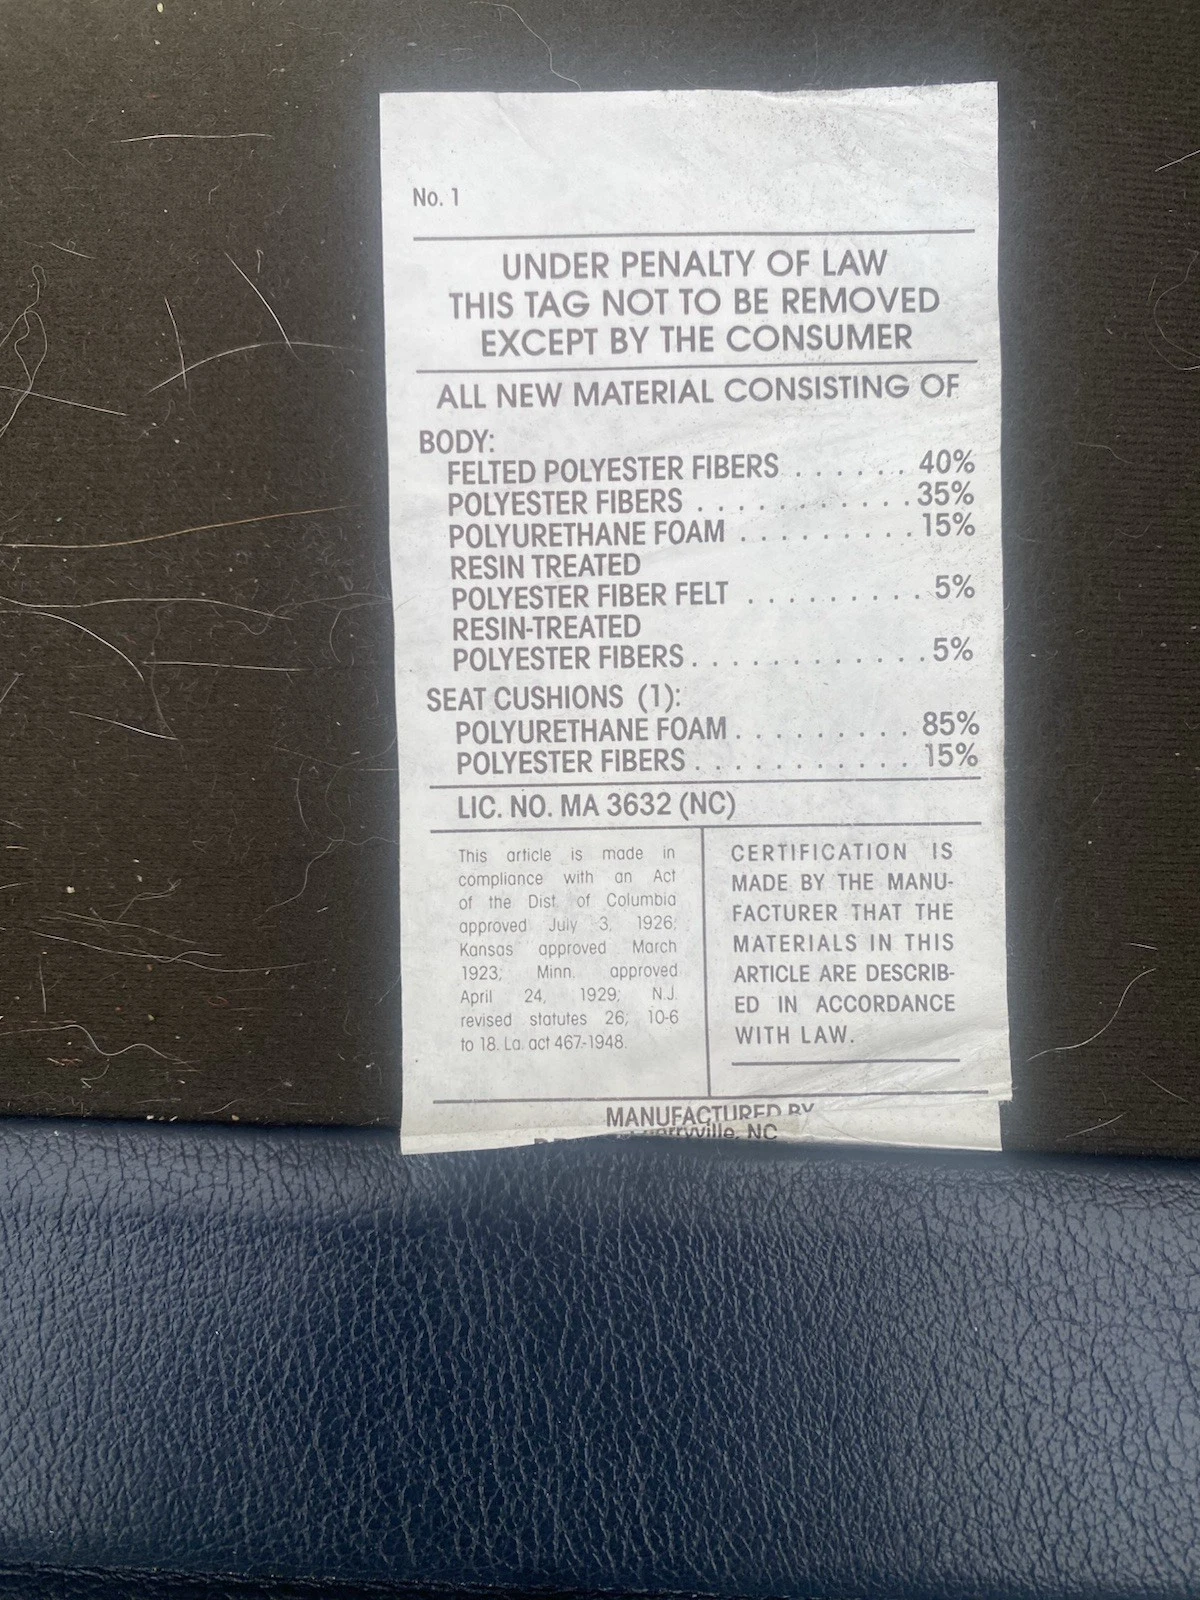 No. 1
UNDER PENALTY OF LAW
THIS TAG NOT TO BE REMOVED
EXCEPT BY THE CONSUMER
ALL NEW MATERIAL CONSISTING OF
BODY:
FELTED POLYESTER FIBERS . . . . . . 40%
POLYESTER FIBERS . . . . . . . . . . . 35%
POLYURETHANE FOAM . . . . . . . . . 15%
RESIN TREATED
POLYESTER FIBER FELT . . . . . . . . . 5%
RESIN-TREATED
POLYESTER FIBERS . . . . . . . . . . . . 5%
SEAT CUSHIONS (1):
POLYURETHANE FOAM . . . . . . . . . 85%
POLYESTER FIBERS . . . . . . . . . . . 15%
LIC. NO. MA 3632 (NC)
This article is made in
compliance with an Act
of the Dist. of Columbia
approved July 3, 1926;
Kansas approved March
1923; Minn. approved
April 24, 1929; N.J.
revised statutes 26; 10-6
to 18. La. act 467-1948.
CERTIFICATION IS
MADE BY THE MANU-
FACTURER THAT THE
MATERIALS IN THIS
ARTICLE ARE DESCRIB-
ED IN ACCORDANCE
WITH LAW.
MANUFACTURED BY
NC